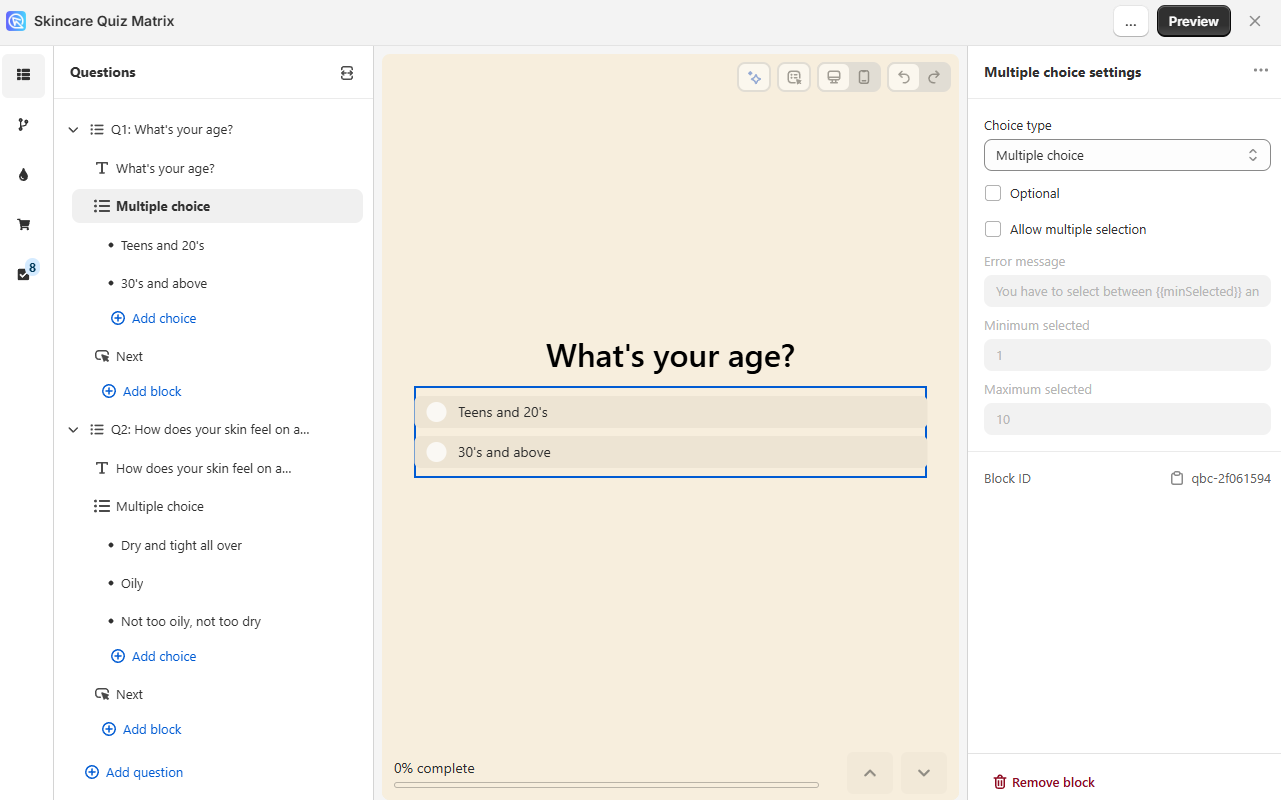 Skincare Quiz Matrix
...
Preview
Questions
Q1: What's your age?
What's your age?
Multiple choice
Teens and 20's
30's and above
Add choice
Next
Add block
Q2: How does your skin feel on a...
How does your skin feel on a...
Multiple choice
Dry and tight all over
Oily
Not too oily, not too dry
Add choice
Next
Add block
Add question
8
What's your age?
Teens and 20's
30's and above
0% complete
Multiple choice settings
Choice type
Multiple choice
Optional
Allow multiple selection
Error message
You have to select between {{minSelected}} an
Minimum selected
1
Maximum selected
10
Block ID
qbc-2f061594
Remove block